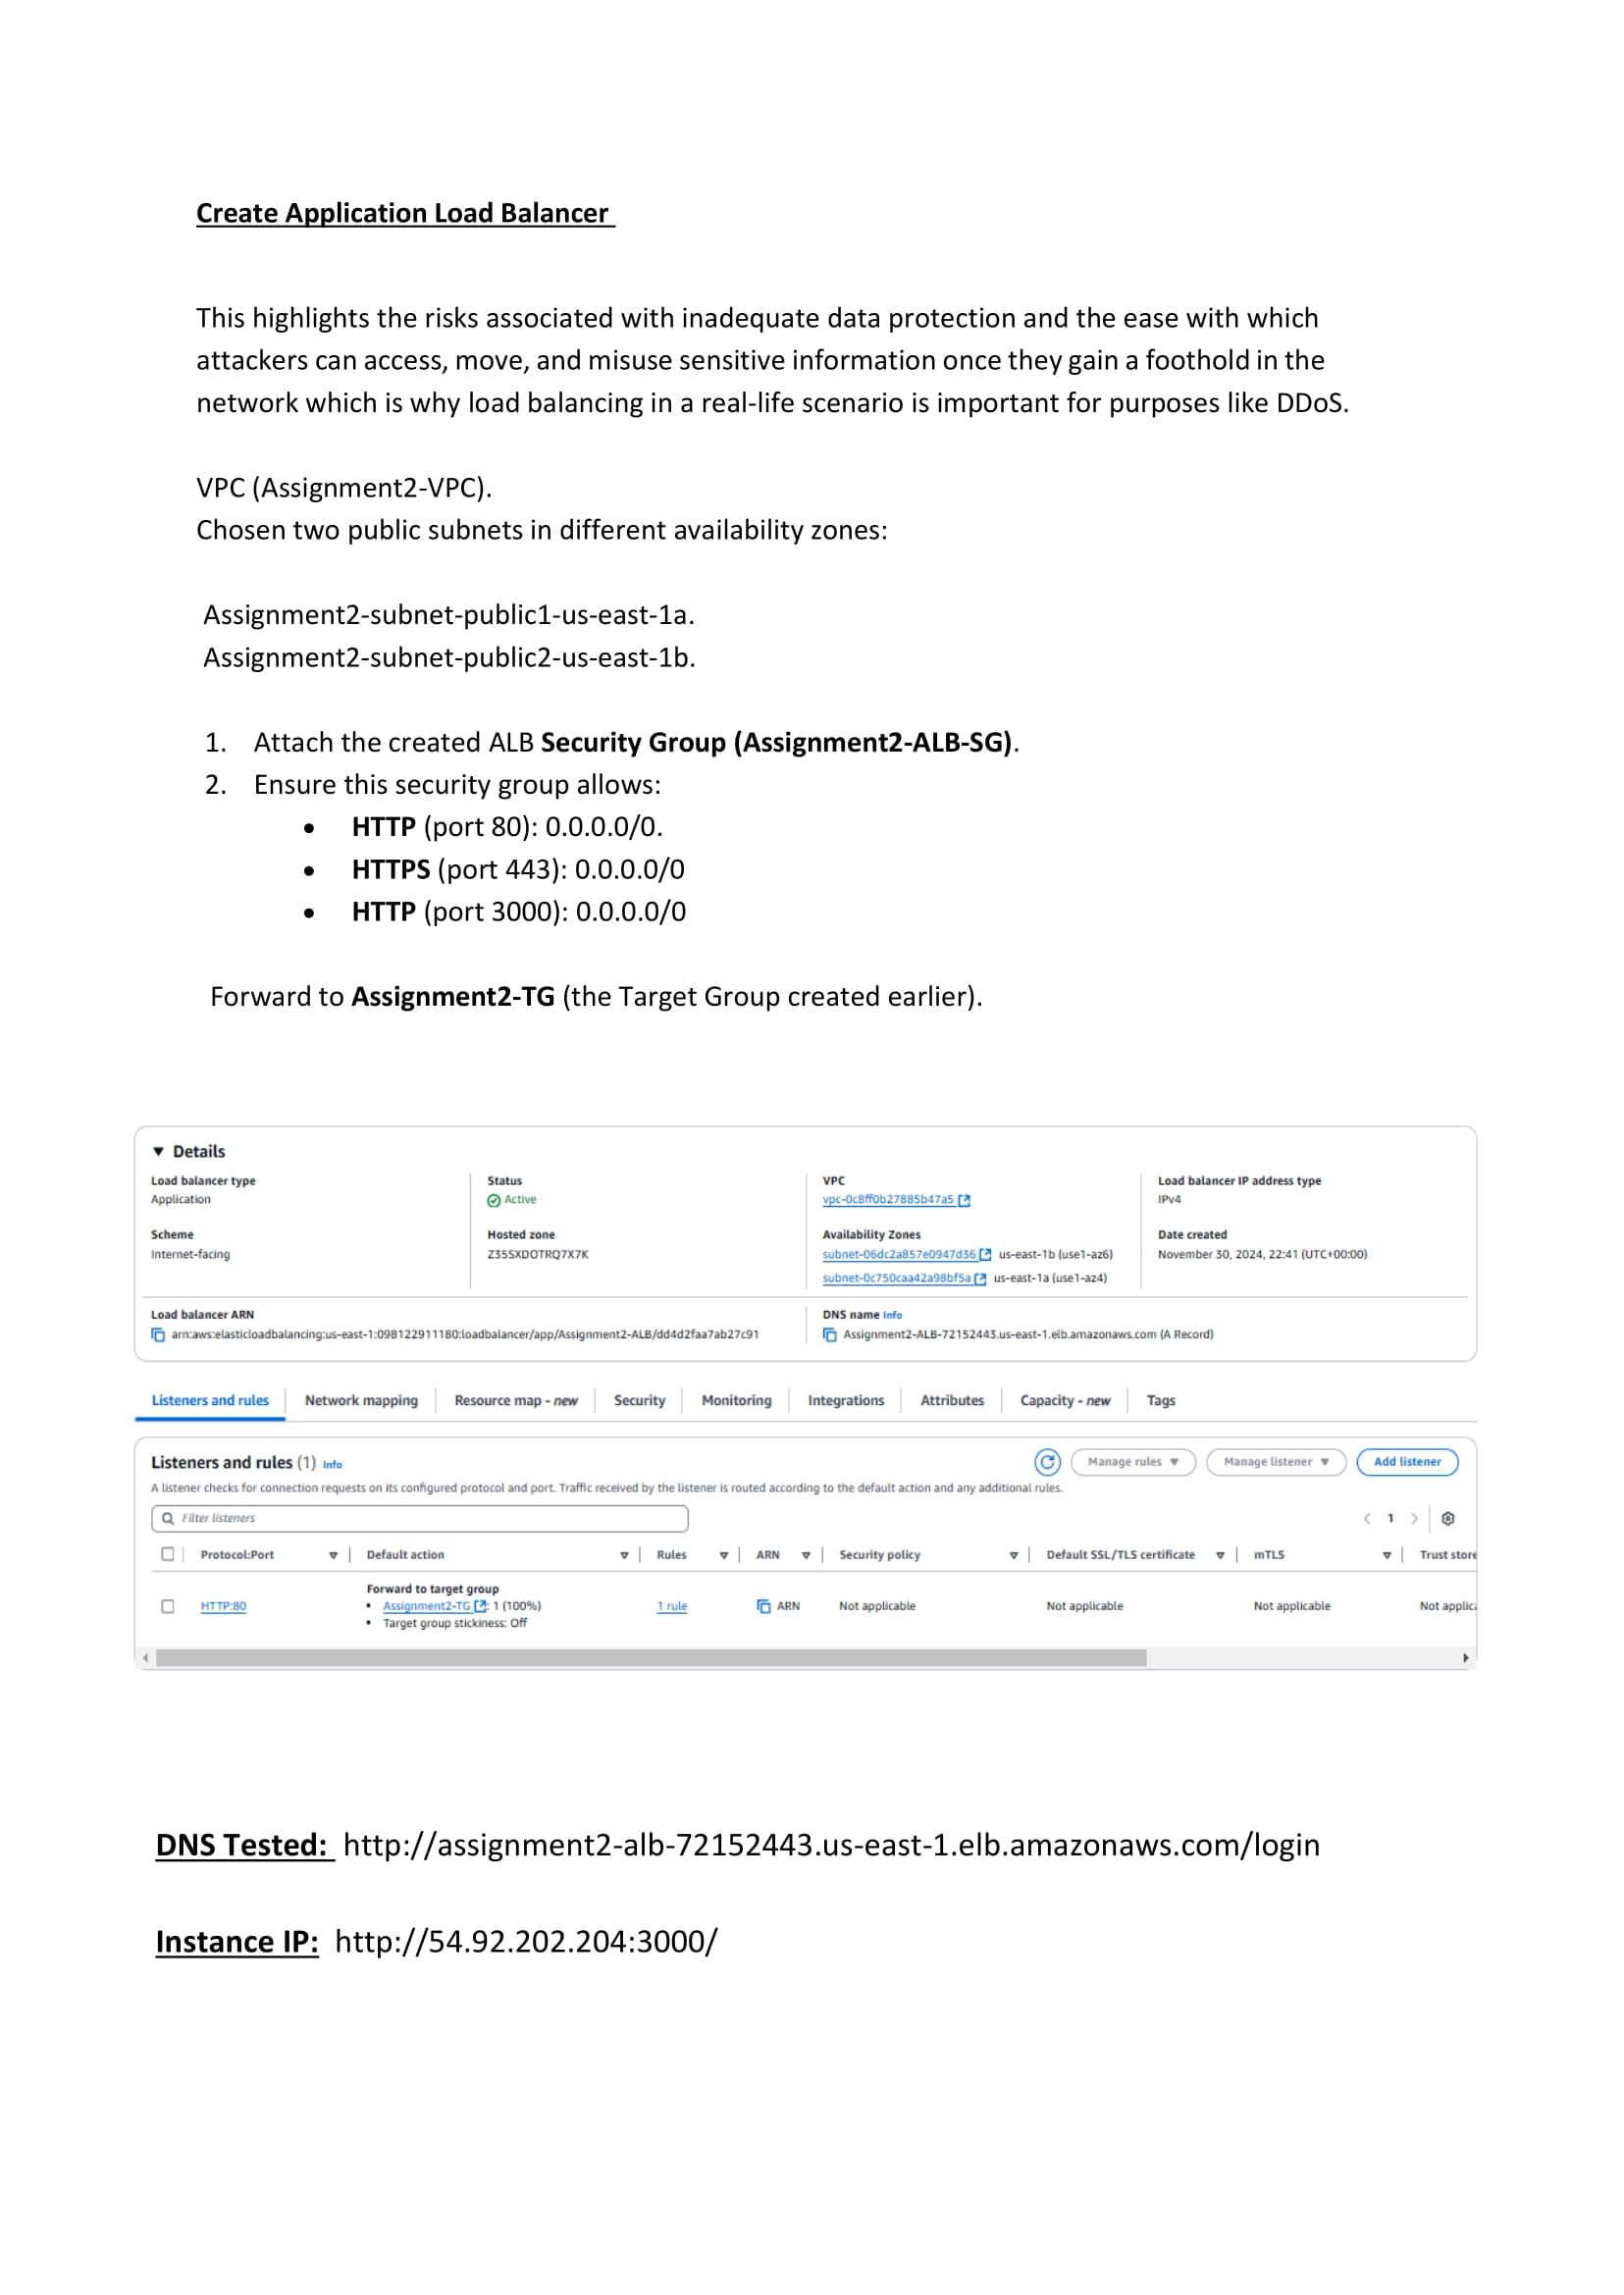 Create Application Load Balancer
This highlights the risks associated with inadequate data protection and the ease with which
attackers can access, move, and misuse sensitive information once they gain a foothold in the
network which is why load balancing in a real-life scenario is important for purposes like DDoS.
VPC (Assignment2-VPC).
Chosen two public subnets in different availability zones:
Assignment2-subnet-public1-us-east-1a.
Assignment2-subnet-public2-us-east-1b.
1. Attach the created ALB Security Group (Assignment2-ALB-SG).
2. Ensure this security group allows:
• HTTP (port 80): 0.0.0.0/0.
• HTTPS (port 443): 0.0.0.0/0
• HTTP (port 3000): 0.0.0.0/0
Forward to Assignment2-TG (the Target Group created earlier).
Details
Load balancer type Status VPC Load balancer IP address type
Application Active vpc-0c8ff0b27885b47a5 IPv4
Scheme Hosted zone Availability Zones Date created
Internet-facing Z35SXDOTRQ7X7K subnet-06dc2a857e0947d36 us-east-1b (use1-az6) November 30, 2024, 22:41 (UTC+00:00)
subnet-0c750caa42a98bf5a us-east-1a (use1-az4)
Load balancer ARN DNS name Info
arn:aws:elasticloadbalancing:us-east-1:098122911180:loadbalancer/app/Assignment2-ALB/dd4d2faa7ab27c91 Assignment2-ALB-72152443.us-east-1.elb.amazonaws.com (A Record)
Listeners and rules Network mapping Resource map - new Security Monitoring Integrations Attributes Capacity - new Tags
Listeners and rules (1) Info Manage rules Manage listener Add listener
A listener checks for connection requests on its configured protocol and port. Traffic received by the listener is routed according to the default action and any additional rules.
Filter listeners 1
Protocol:Port Default action Rules ARN Security policy Default SSL/TLS certificate mTLS Trust store
Forward to target group
HTTP:80 • Assignment2-TG : 1 (100%) 1 rule ARN Not applicable Not applicable Not applicable Not applica
• Target group stickiness: Off
DNS Tested: http://assignment2-alb-72152443.us-east-1.elb.amazonaws.com/login
Instance IP: http://54.92.202.204:3000/